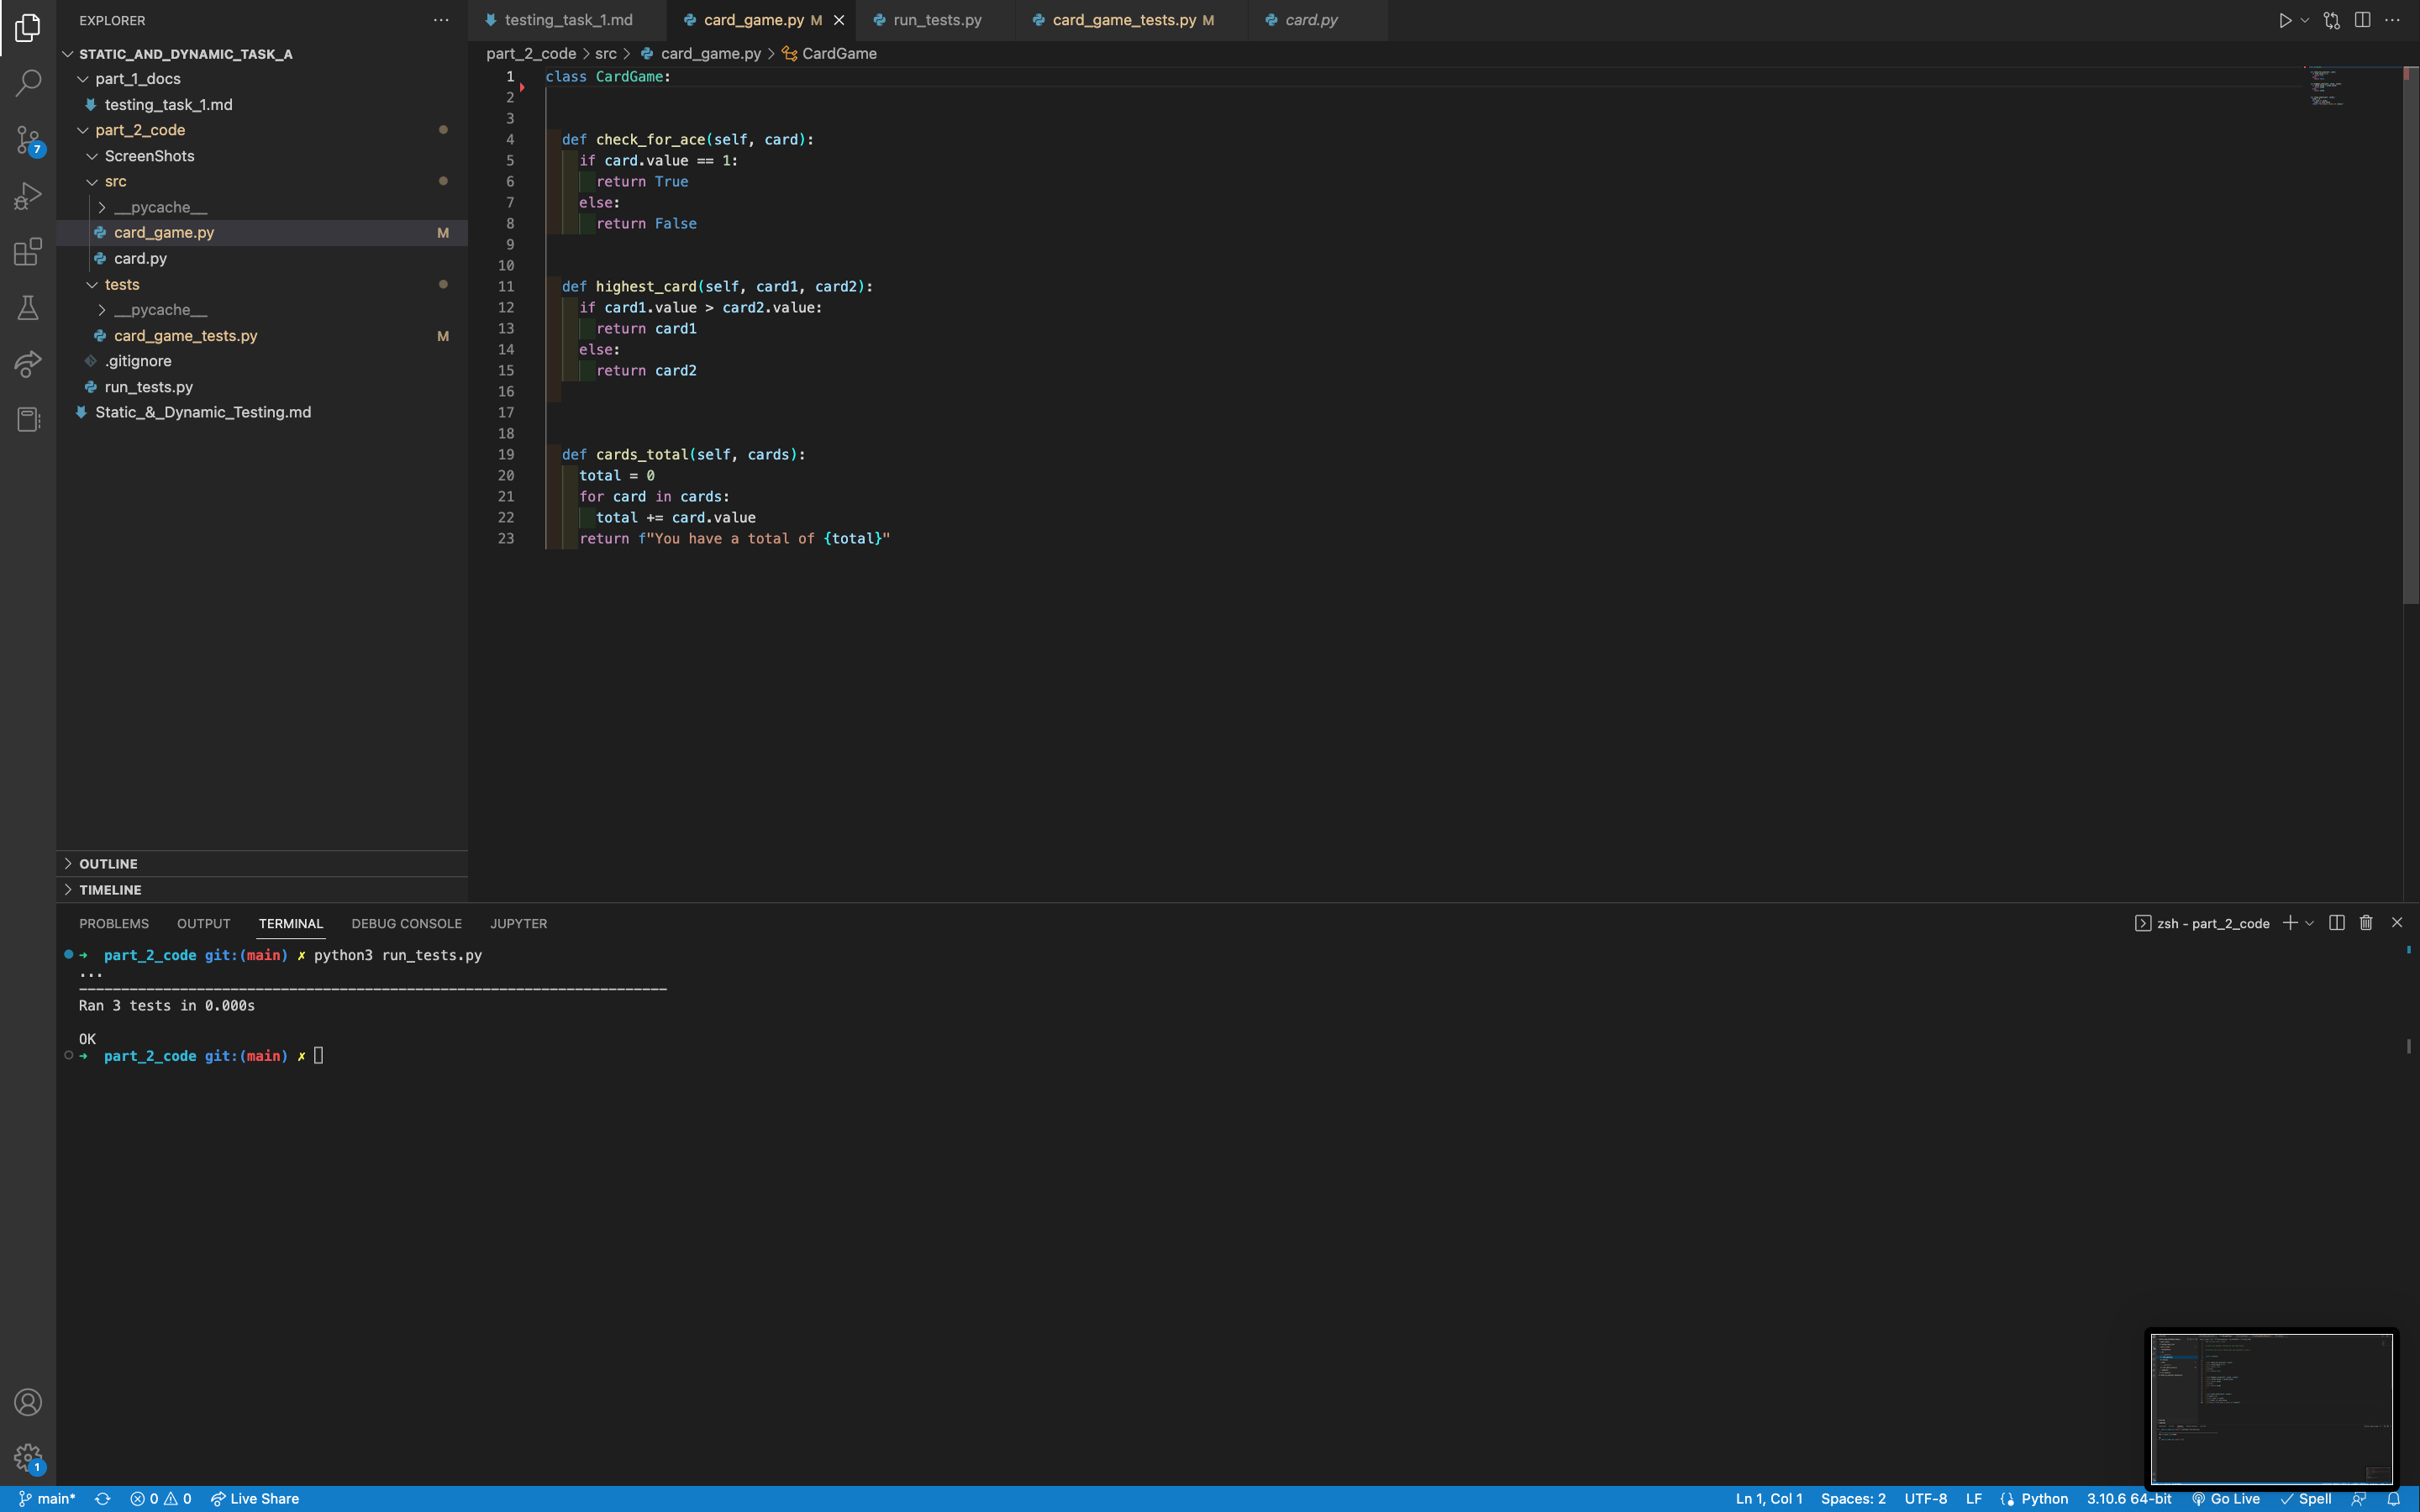 EXPLORER
STATIC_AND_DYNAMIC_TASK_A
part_1_docs
testing_task_1.md
part_2_code
ScreenShots
src
__pycache__
card_game.py M
card.py
tests
__pycache__
card_game_tests.py M
.gitignore
run_tests.py
Static_&_Dynamic_Testing.md
OUTLINE
TIMELINE
7
1
testing_task_1.md card_game.py M run_tests.py card_game_tests.py M card.py
part_2_code > src > card_game.py > CardGame
1 class CardGame:
2
3
4 def check_for_ace(self, card):
5 if card.value == 1:
6 return True
7 else:
8 return False
9
10
11 def highest_card(self, card1, card2):
12 if card1.value > card2.value:
13 return card1
14 else:
15 return card2
16
17
18
19 def cards_total(self, cards):
20 total = 0
21 for card in cards:
22 total += card.value
23 return f"You have a total of {total}"
PROBLEMS OUTPUT TERMINAL DEBUG CONSOLE JUPYTER
zsh - part_2_code
➜ part_2_code git:(main) ✗ python3 run_tests.py
...
----------------------------------------------------------------------
Ran 3 tests in 0.000s
OK
➜ part_2_code git:(main) ✗
main* 0 0 Live Share
Ln 1, Col 1 Spaces: 2 UTF-8 LF Python 3.10.6 64-bit Go Live Spell